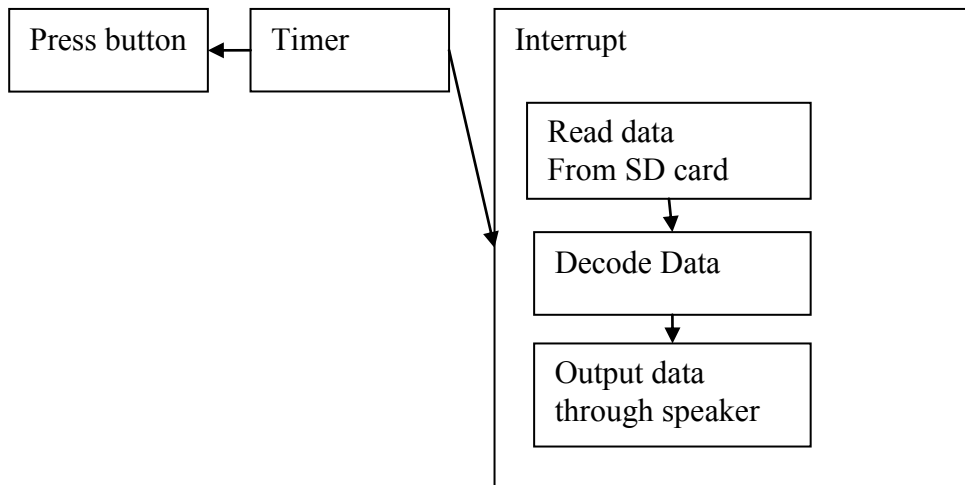 Press button
Timer
Interrupt
Read data
From SD card
Decode Data
Output data
through speaker